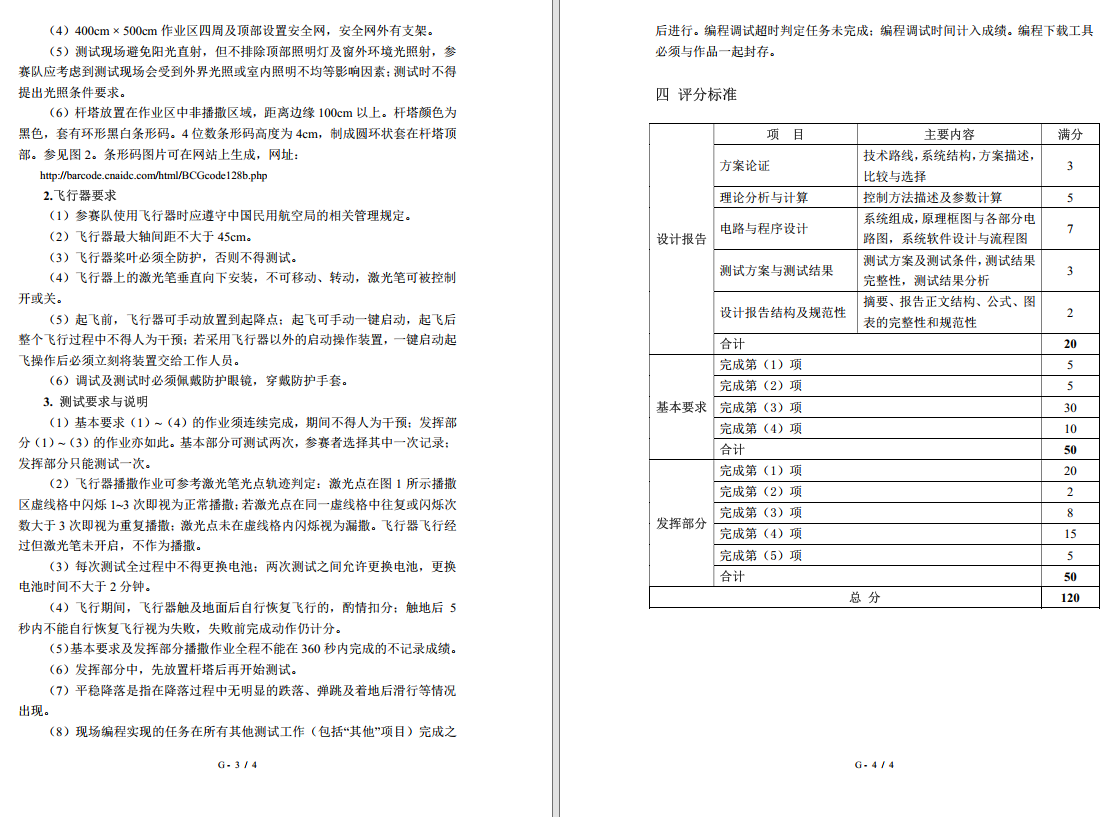 （4）400cm × 500cm 作业区四周及顶部设置安全网，安全网外有支架。
（5）测试现场避免阳光直射，但不排除顶部照明灯及窗外环境光照射，参
赛队应考虑到测试现场会受到外界光照或室内照明不均等影响因素；测试时不得
提出光照条件要求。
（6）杆塔放置在作业区中非播撒区域，距离边缘 100cm 以上。杆塔颜色为
黑色，套有环形黑白条形码。4 位数条形码高度为 4cm，制成圆环状套在杆塔顶
部。参见图 2。条形码图片可在网站上生成，网址：
http://barcode.cnaidc.com/html/BCGcode128b.php
2.飞行器要求
（1）参赛队使用飞行器时应遵守中国民用航空局的相关管理规定。
（2）飞行器最大轴间距不大于 45cm。
（3）飞行器桨叶必须全防护，否则不得测试。
（4）飞行器上的激光笔垂直向下安装，不可移动、转动，激光笔可被控制
开或关。
（5）起飞前，飞行器可手动放置到起降点；起飞可手动一键启动，起飞后
整个飞行过程中不得人为干预；若采用飞行器以外的启动操作装置，一键启动起
飞操作后必须立刻将装置交给工作人员。
（6）调试及测试时必须佩戴防护眼镜，穿戴防护手套。
3. 测试要求与说明
（1）基本要求（1）~（4）的作业须连续完成，期间不得人为干预；发挥部
分（1）~（3）的作业亦如此。基本部分可测试两次，参赛者选择其中一次记录；
发挥部分只能测试一次。
（2）飞行器播撒作业可参考激光笔光点轨迹判定：激光点在图 1 所示播撒
区虚线格中闪烁 1~3 次即视为正常播撒；若激光点在同一虚线格中往复或闪烁次
数大于 3 次即视为重复播撒；激光点未在虚线格内闪烁视为漏撒。飞行器飞行经
过但激光笔未开启，不作为播撒。
（3）每次测试全过程中不得更换电池；两次测试之间允许更换电池，更换
电池时间不大于 2 分钟。
（4）飞行期间，飞行器触及地面后自行恢复飞行的，酌情扣分；触地后 5
秒内不能自行恢复飞行视为失败，失败前完成动作仍计分。
（5）基本要求及发挥部分播撒作业全程不能在 360 秒内完成的不记录成绩。
（6）发挥部分中，先放置杆塔后再开始测试。
（7）平稳降落是指在降落过程中无明显的跌落、弹跳及着地后滑行等情况
出现。
（8）现场编程实现的任务在所有其他测试工作（包括“其他”项目）完成之
G - 3 / 4
后进行。编程调试超时判定任务未完成；编程调试时间计入成绩。编程下载工具
必须与作品一起封存。
四 评分标准
项 目 主要内容 满分
设计报告
方案论证 技术路线，系统结构，方案描述，
比较与选择 3
理论分析与计算 控制方法描述及参数计算 5
电路与程序设计 系统组成，原理框图与各部分电
路图，系统软件设计与流程图 7
测试方案与测试结果 测试方案及测试条件，测试结果
完整性，测试结果分析 3
设计报告结构及规范性 摘要、报告正文结构、公式、图
表的完整性和规范性 2
合计 20
基本要求
完成第（1）项 5
完成第（2）项 5
完成第（3）项 30
完成第（4）项 10
合计 50
发挥部分
完成第（1）项 20
完成第（2）项 2
完成第（3）项 8
完成第（4）项 15
完成第（5）项 5
合计 50
总 分 120
G - 4 / 4